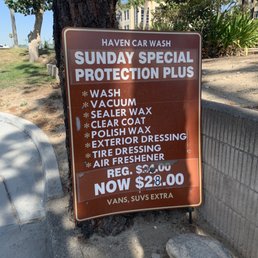 HAVEN CAR WASH
SUNDAY SPECIAL
PROTECTION PLUS
* WASH
* VACUUM
* SEALER WAX
* CLEAR COAT
* POLISH WAX
* EXTERIOR DRESSING
* TIRE DRESSING
* AIR FRESHENER
REG.
NOW $28.00
VANS, SUVS EXTRA